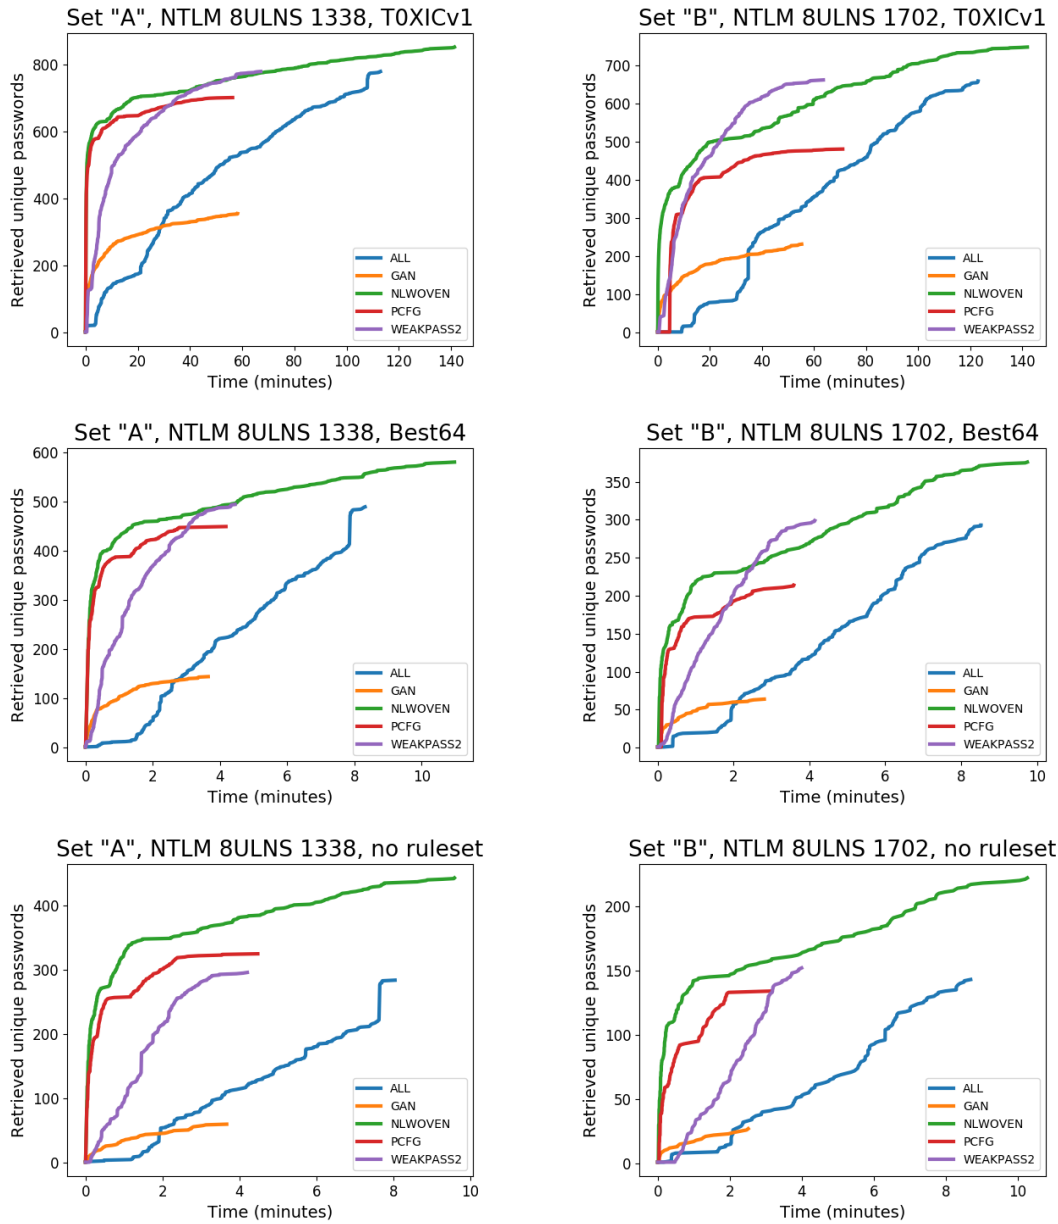 Set "A", NTLM 8ULNS 1338, T0XICv1
Retrieved unique passwords
800
600
400
200
0
ALL
GAN
NLWOVEN
PCFG
WEAKPASS2
0 20 40 60 80 100 120 140
Time (minutes)
Set "B", NTLM 8ULNS 1702, T0XICv1
Retrieved unique passwords
700
600
500
400
300
200
100
0
ALL
GAN
NLWOVEN
PCFG
WEAKPASS2
0 20 40 60 80 100 120 140
Time (minutes)
Set "A", NTLM 8ULNS 1338, Best64
Retrieved unique passwords
600
500
400
300
200
100
0
ALL
GAN
NLWOVEN
PCFG
WEAKPASS2
0 2 4 6 8 10
Time (minutes)
Set "B", NTLM 8ULNS 1702, Best64
Retrieved unique passwords
350
300
250
200
150
100
50
0
ALL
GAN
NLWOVEN
PCFG
WEAKPASS2
0 2 4 6 8 10
Time (minutes)
Set "A", NTLM 8ULNS 1338, no ruleset
Retrieved unique passwords
400
300
200
100
0
ALL
GAN
NLWOVEN
PCFG
WEAKPASS2
0 2 4 6 8 10
Time (minutes)
Set "B", NTLM 8ULNS 1702, no ruleset
Retrieved unique passwords
200
150
100
50
0
ALL
GAN
NLWOVEN
PCFG
WEAKPASS2
0 2 4 6 8 10
Time (minutes)